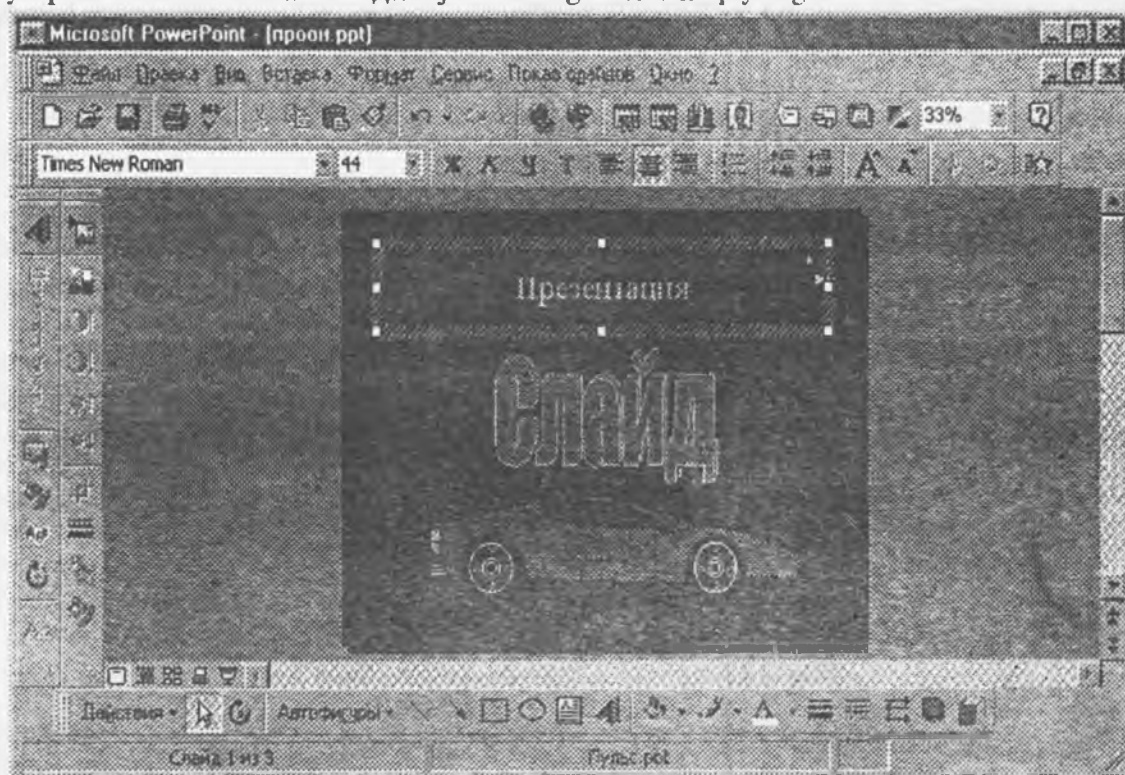 Microsoft PowerPoint - [проон.ppt]
Файл Правка Вид Вставка Формат Сервис Показ слайдов Окно ?
33%
Times New Roman 44 Ж К Ч Т
Презентация
Слайд
Действия Автофигуры
Слайд 1 из 3 Пульс.pot